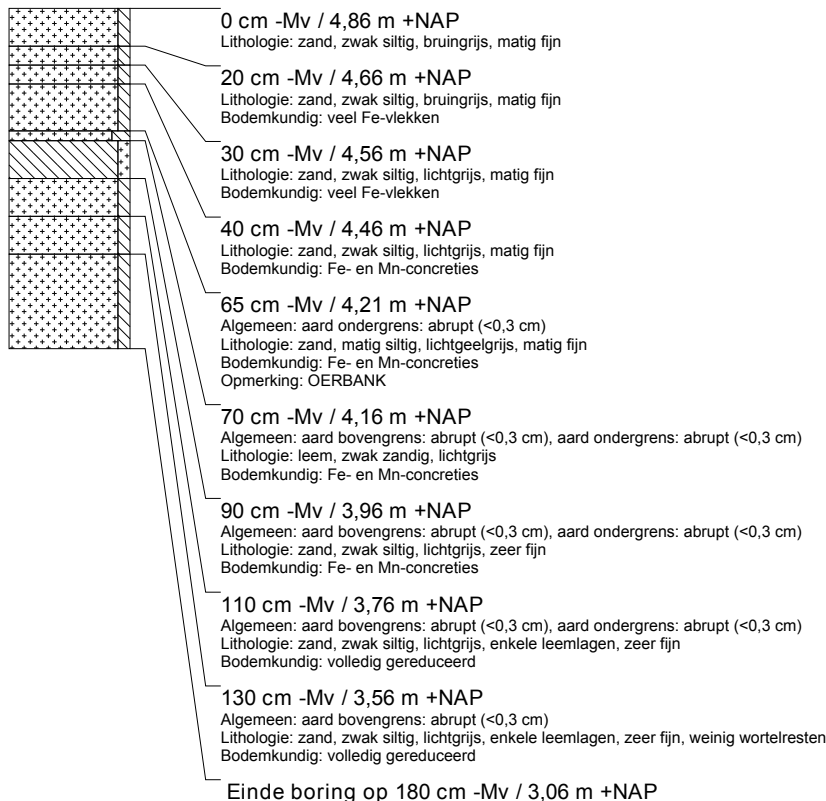 0 cm -Mv / 4,86 m +NAP
Lithologie: zand, zwak siltig, bruingrijs, matig fijn
20 cm -Mv / 4,66 m +NAP
Lithologie: zand, zwak siltig, bruingrijs, matig fijn
Bodemkundig: veel Fe-vlekken
30 cm -Mv / 4,56 m +NAP
Lithologie: zand, zwak siltig, lichtgrijs, matig fijn
Bodemkundig: veel Fe-vlekken
40 cm -Mv / 4,46 m +NAP
Lithologie: zand, zwak siltig, lichtgrijs, matig fijn
Bodemkundig: Fe- en Mn-concreties
65 cm -Mv / 4,21 m +NAP
Algemeen: aard ondergrens: abrupt (<0,3 cm)
Lithologie: zand, matig siltig, lichtgeelgrijs, matig fijn
Bodemkundig: Fe- en Mn-concreties
Opmerking: OERBANK
70 cm -Mv / 4,16 m +NAP
Algemeen: aard bovengrens: abrupt (<0,3 cm), aard ondergrens: abrupt (<0,3 cm)
Lithologie: leem, zwak zandig, lichtgrijs
Bodemkundig: Fe- en Mn-concreties
90 cm -Mv / 3,96 m +NAP
Algemeen: aard bovengrens: abrupt (<0,3 cm), aard ondergrens: abrupt (<0,3 cm)
Lithologie: zand, zwak siltig, lichtgrijs, zeer fijn
Bodemkundig: Fe- en Mn-concreties
110 cm -Mv / 3,76 m +NAP
Algemeen: aard bovengrens: abrupt (<0,3 cm), aard ondergrens: abrupt (<0,3 cm)
Lithologie: zand, zwak siltig, lichtgrijs, enkele leemlagen, zeer fijn
Bodemkundig: volledig gereduceerd
130 cm -Mv / 3,56 m +NAP
Algemeen: aard bovengrens: abrupt (<0,3 cm)
Lithologie: zand, zwak siltig, lichtgrijs, enkele leemlagen, zeer fijn, weinig wortelresten
Bodemkundig: volledig gereduceerd
Einde boring op 180 cm -Mv / 3,06 m +NAP